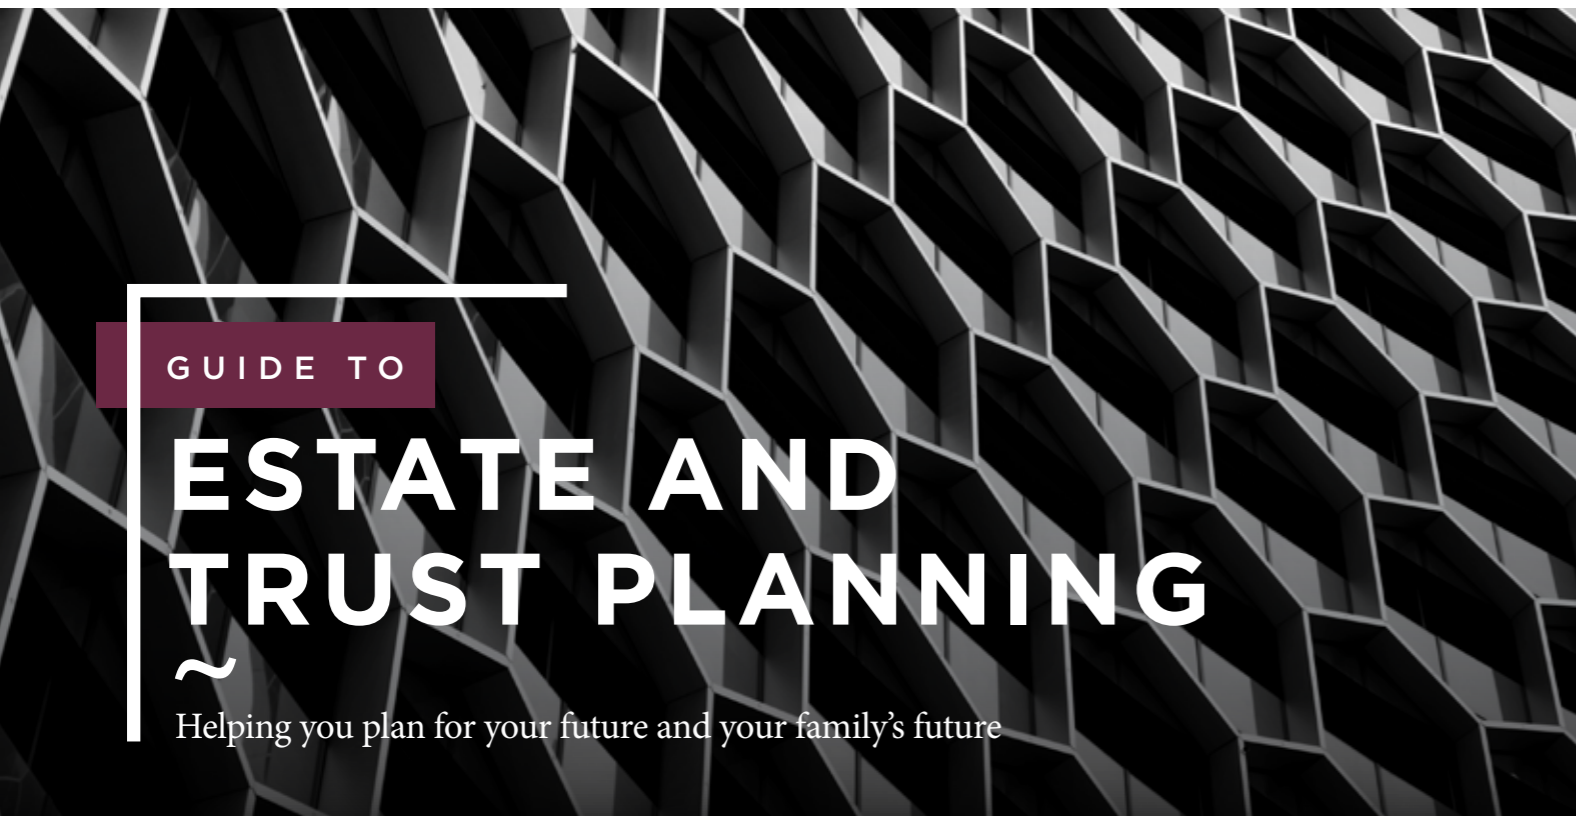 GUIDE TO
ESTATE AND
TRUST PLANNING
~
Helping you plan for your future and your family’s future